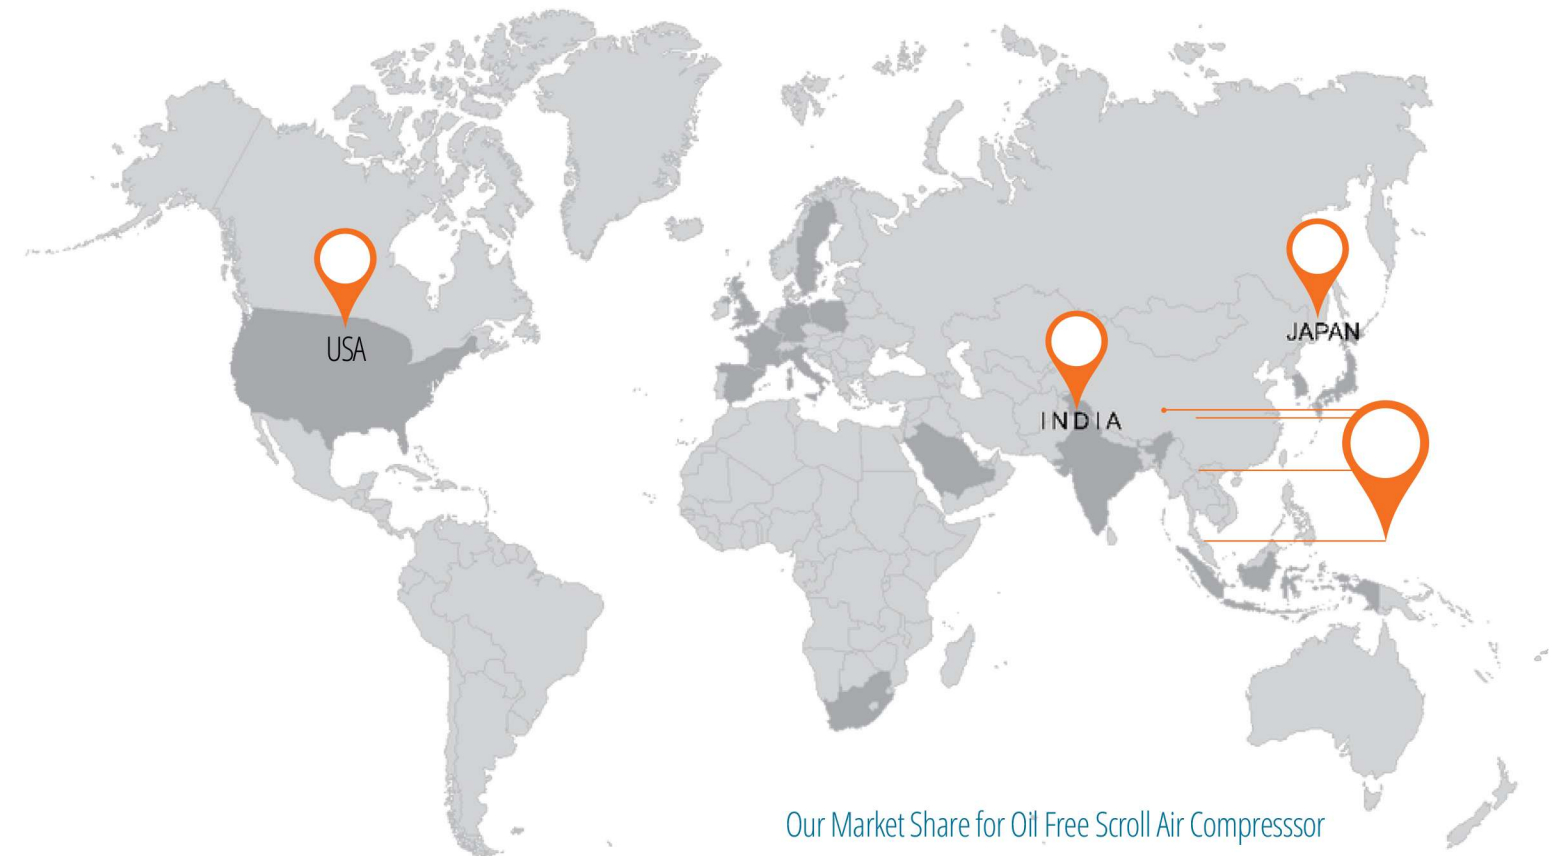 USA
JAPAN
INDIA
Our Market Share for Oil Free Scroll Air Compresssor